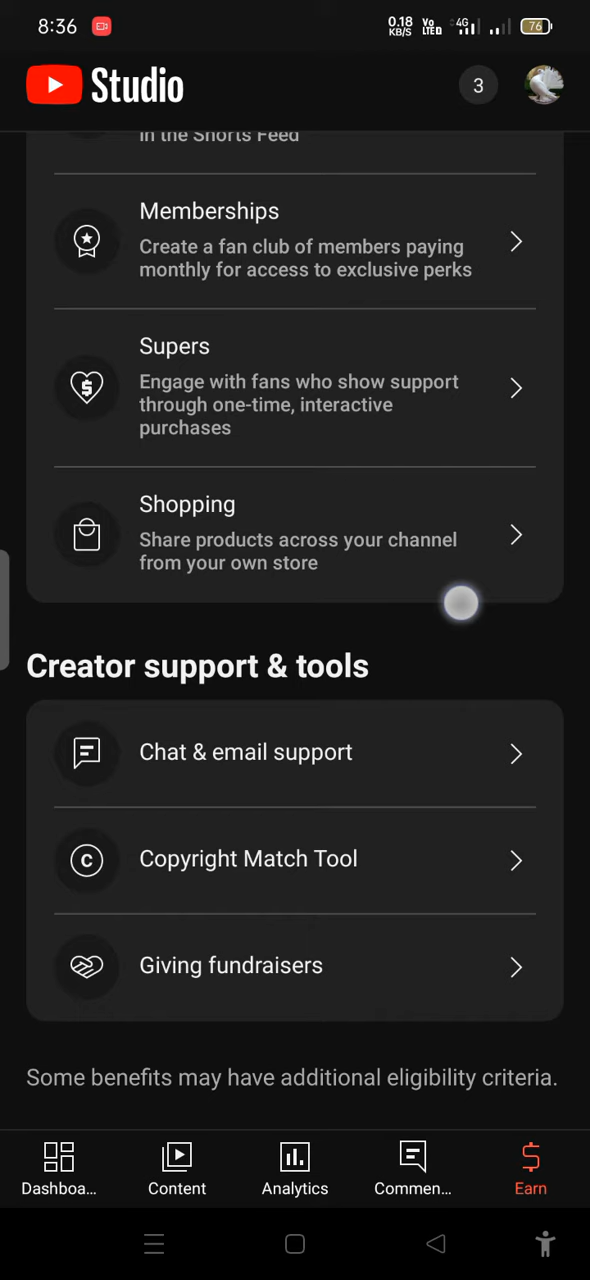 8:36
0.18 KB/S Vo LTED 4G 76
Studio
3
in the Shorts Feed
Memberships
Create a fan club of members paying
monthly for access to exclusive perks
Supers
Engage with fans who show support
through one-time, interactive
purchases
Shopping
Share products across your channel
from your own store
Creator support & tools
Chat & email support
Copyright Match Tool
Giving fundraisers
Some benefits may have additional eligibility criteria.
Dashboa... Content Analytics Commen... Earn